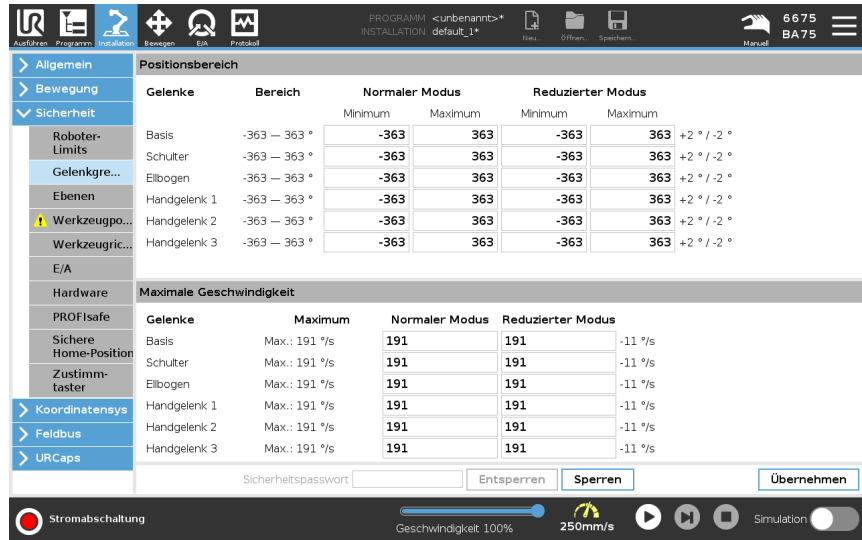 PROGRAMM <unbenannt>*
INSTALLATION default_1*
6675
BA75
Ausführen Programm Installation Bewegen E/A Protokoll Neu... Öffnen... Speichern... Manuell
Allgemein
Bewegung
Sicherheit
Roboter-
Limits
Gelenkgre...
Ebenen
Werkzeugpo...
Werkzeugric...
E/A
Hardware
PROFIsafe
Sichere
Home-Position
Zustimm-
taster
Koordinatensys
Feldbus
URCaps
Positionsbereich
Gelenke Bereich Normaler Modus Reduzierter Modus
Minimum Maximum Minimum Maximum
Basis -363 — 363 ° -363 363 -363 363 +2 ° / -2 °
Schulter -363 — 363 ° -363 363 -363 363 +2 ° / -2 °
Ellbogen -363 — 363 ° -363 363 -363 363 +2 ° / -2 °
Handgelenk 1 -363 — 363 ° -363 363 -363 363 +2 ° / -2 °
Handgelenk 2 -363 — 363 ° -363 363 -363 363 +2 ° / -2 °
Handgelenk 3 -363 — 363 ° -363 363 -363 363 +2 ° / -2 °
Maximale Geschwindigkeit
Gelenke Maximum Normaler Modus Reduzierter Modus
Basis Max.: 191 °/s 191 191 -11 °/s
Schulter Max.: 191 °/s 191 191 -11 °/s
Ellbogen Max.: 191 °/s 191 191 -11 °/s
Handgelenk 1 Max.: 191 °/s 191 191 -11 °/s
Handgelenk 2 Max.: 191 °/s 191 191 -11 °/s
Handgelenk 3 Max.: 191 °/s 191 191 -11 °/s
Sicherheitspasswort Entsperren Sperren Übernehmen
Stromabschaltung
Geschwindigkeit 100%
250mm/s
Simulation